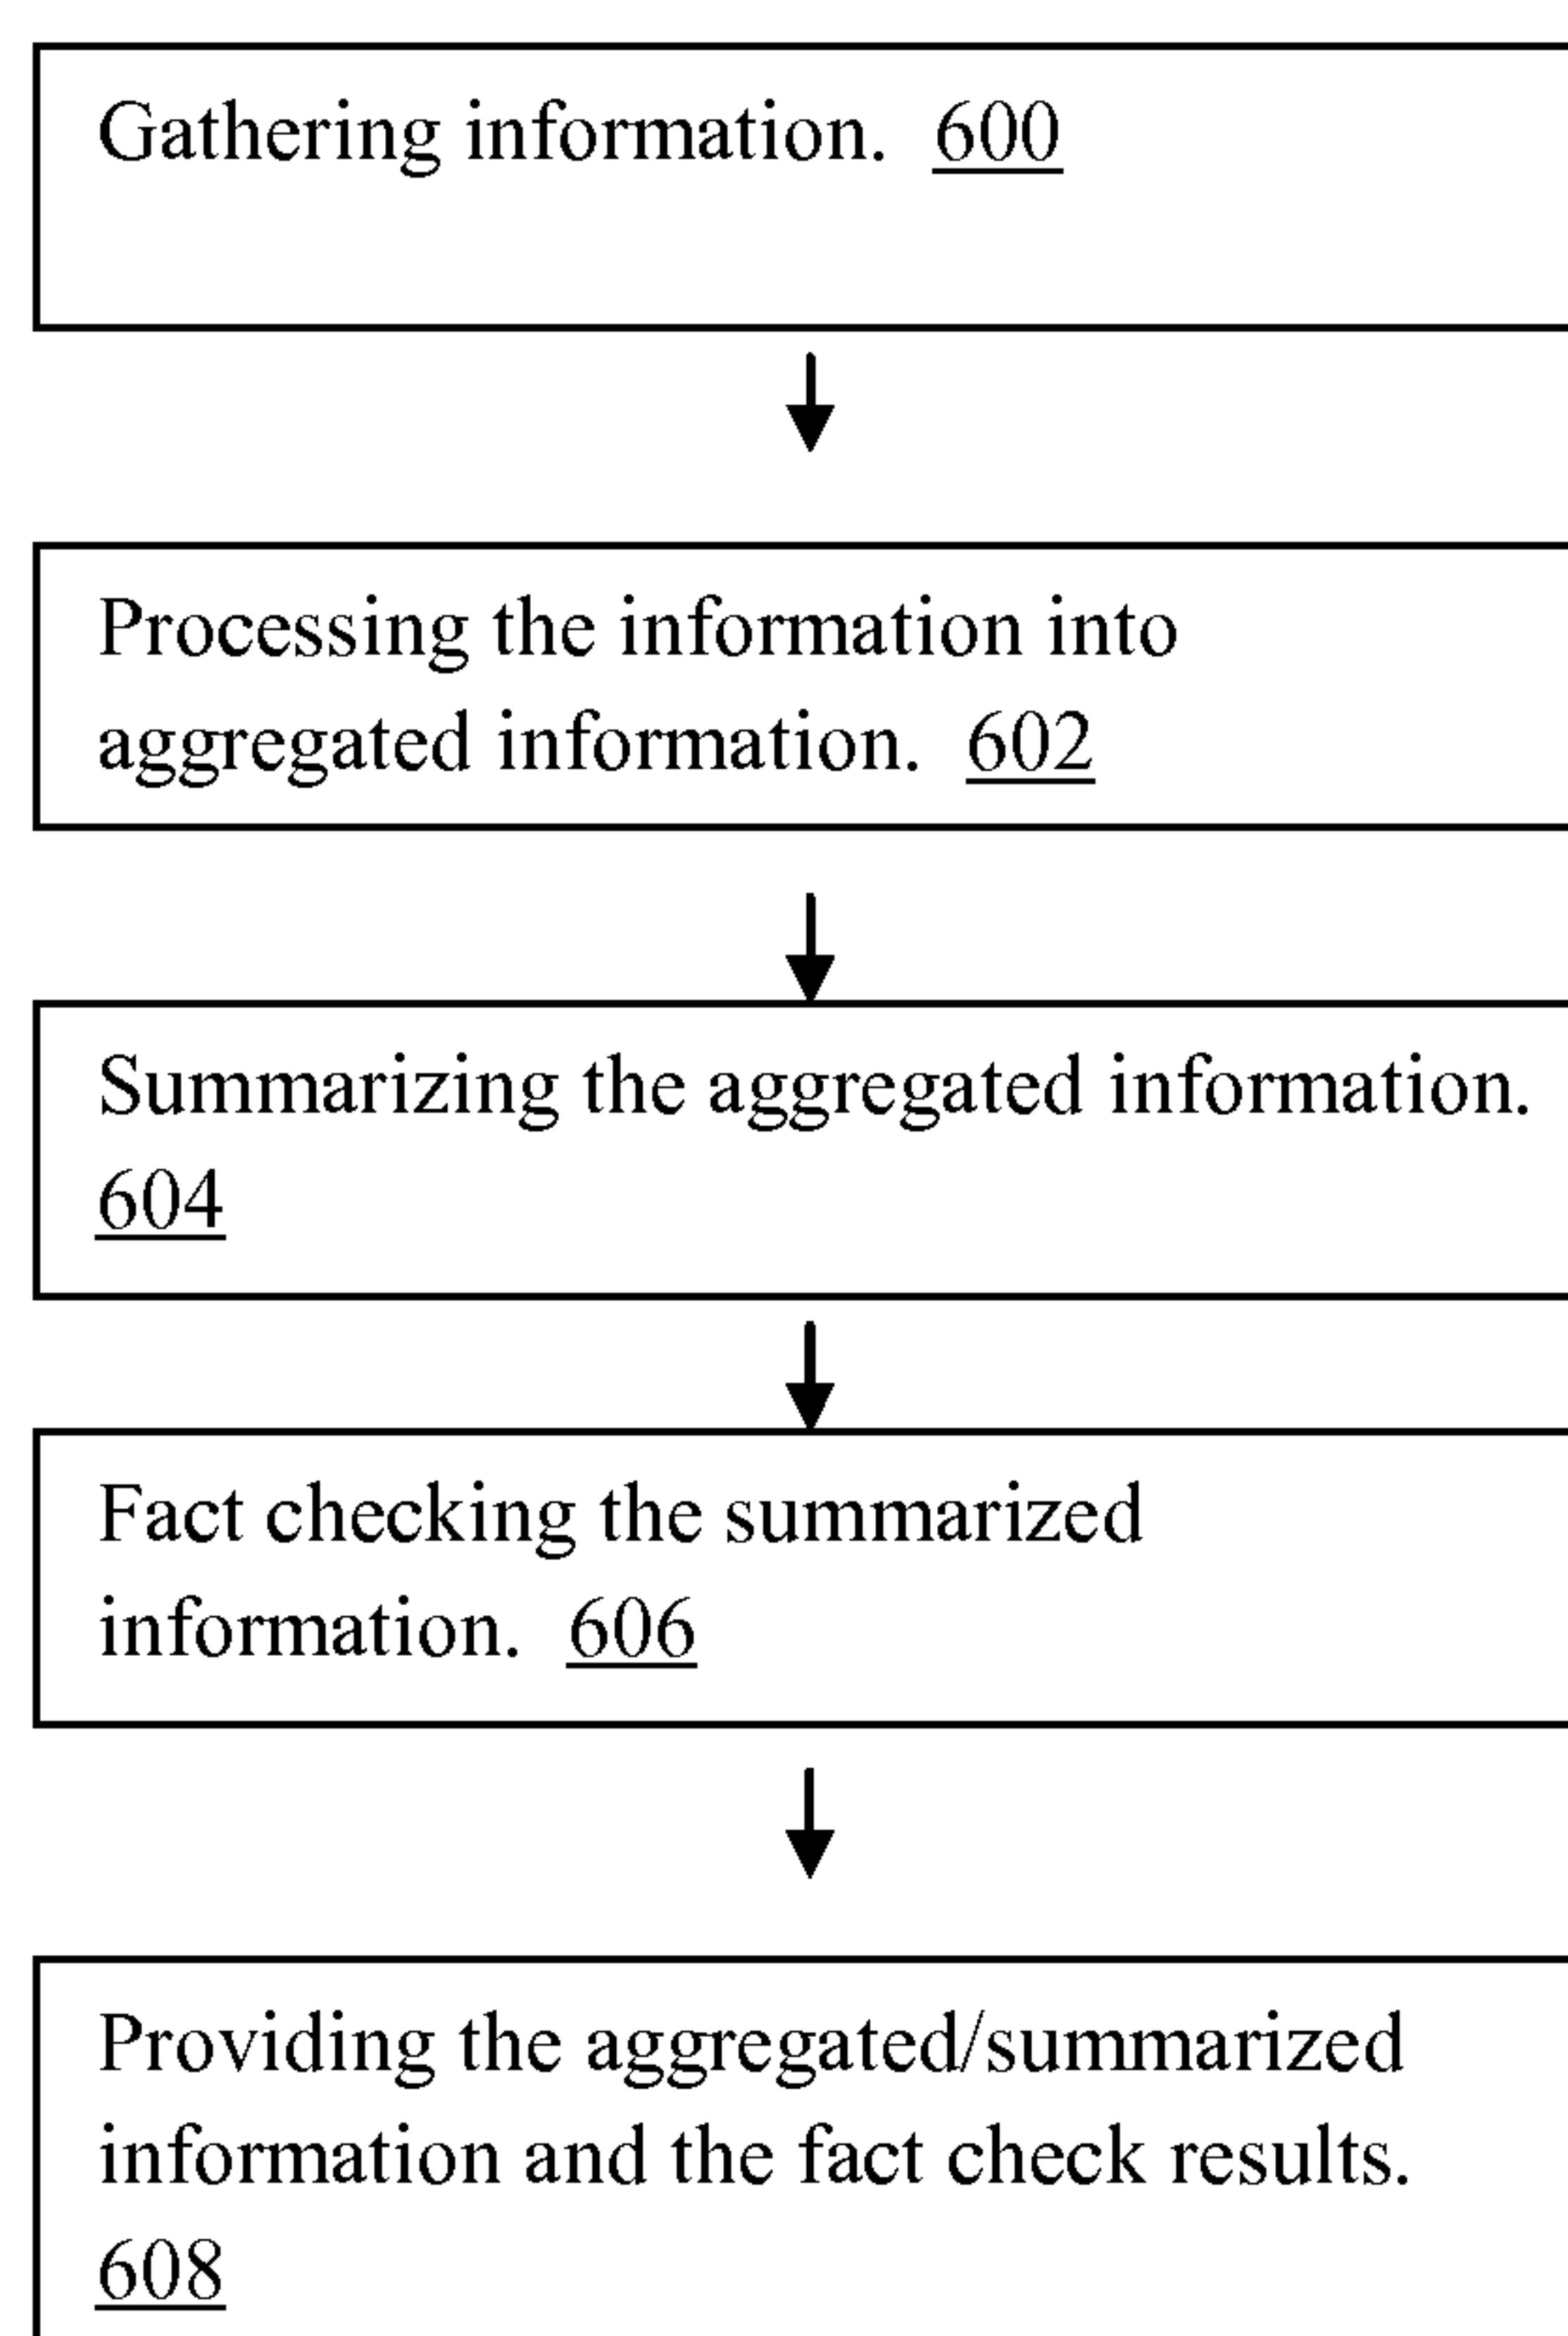 Gathering information. 600
Processing the information into
aggregated information. 602
Summarizing the aggregated information.
604
Fact checking the summarized
information. 606
Providing the aggregated/summarized
information and the fact check results.
608